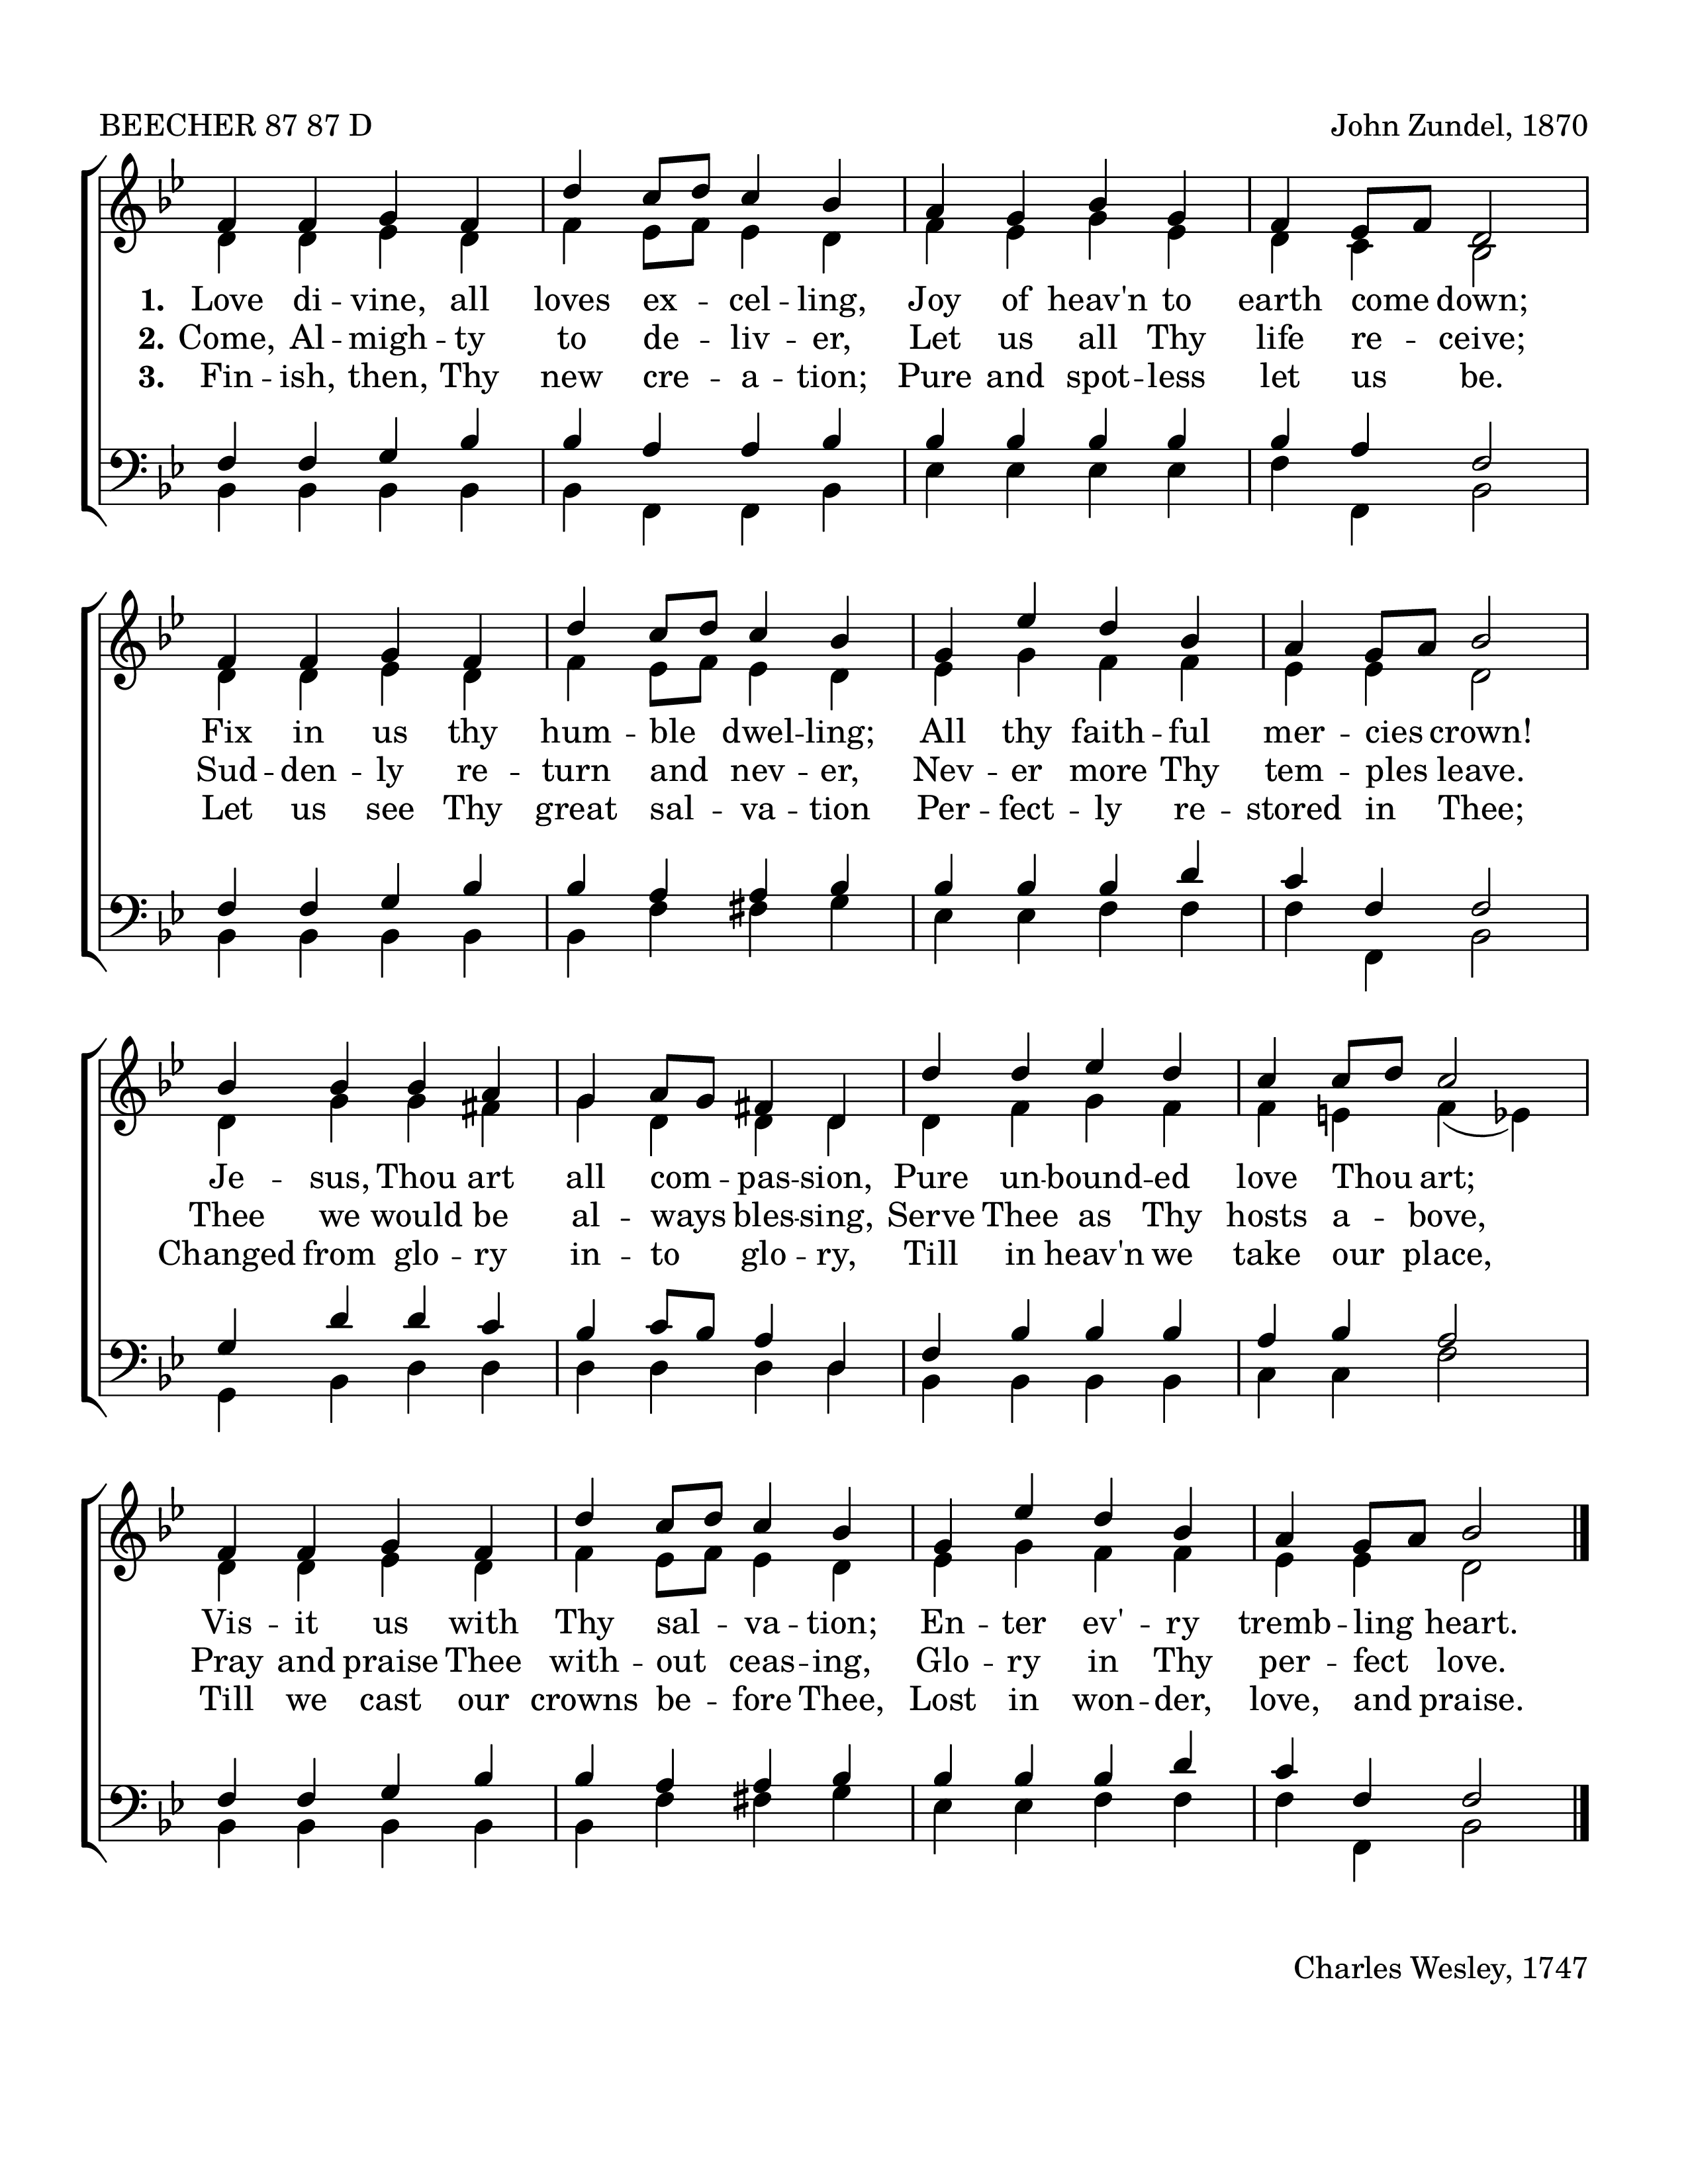 BEECHER 87 87 D John Zundel, 1870
1. Love di -- vine, all loves ex -- cel -- ling, Joy of heav'n to earth come down;
2. Come, Al -- migh -- ty to de -- liv -- er, Let us all Thy life re -- ceive;
3. Fin -- ish, then, Thy new cre -- a -- tion; Pure and spot -- less let us be.
Fix in us thy hum -- ble dwel -- ling; All thy faith -- ful mer -- cies crown!
Sud -- den -- ly re -- turn and nev -- er, Nev -- er more Thy tem -- ples leave.
Let us see Thy great sal -- va -- tion Per -- fect -- ly re -- stored in Thee;
Je -- sus, Thou art all com -- pas -- sion, Pure un -- bound -- ed love Thou art;
Thee we would be al -- ways bles -- sing, Serve Thee as Thy hosts a -- bove,
Changed from glo -- ry in -- to glo -- ry, Till in heav'n we take our place,
Vis -- it us with Thy sal -- va -- tion; En -- ter ev' -- ry tremb -- ling heart.
Pray and praise Thee with -- out ceas -- ing, Glo -- ry in Thy per -- fect love.
Till we cast our crowns be -- fore Thee, Lost in won -- der, love, and praise.
Charles Wesley, 1747